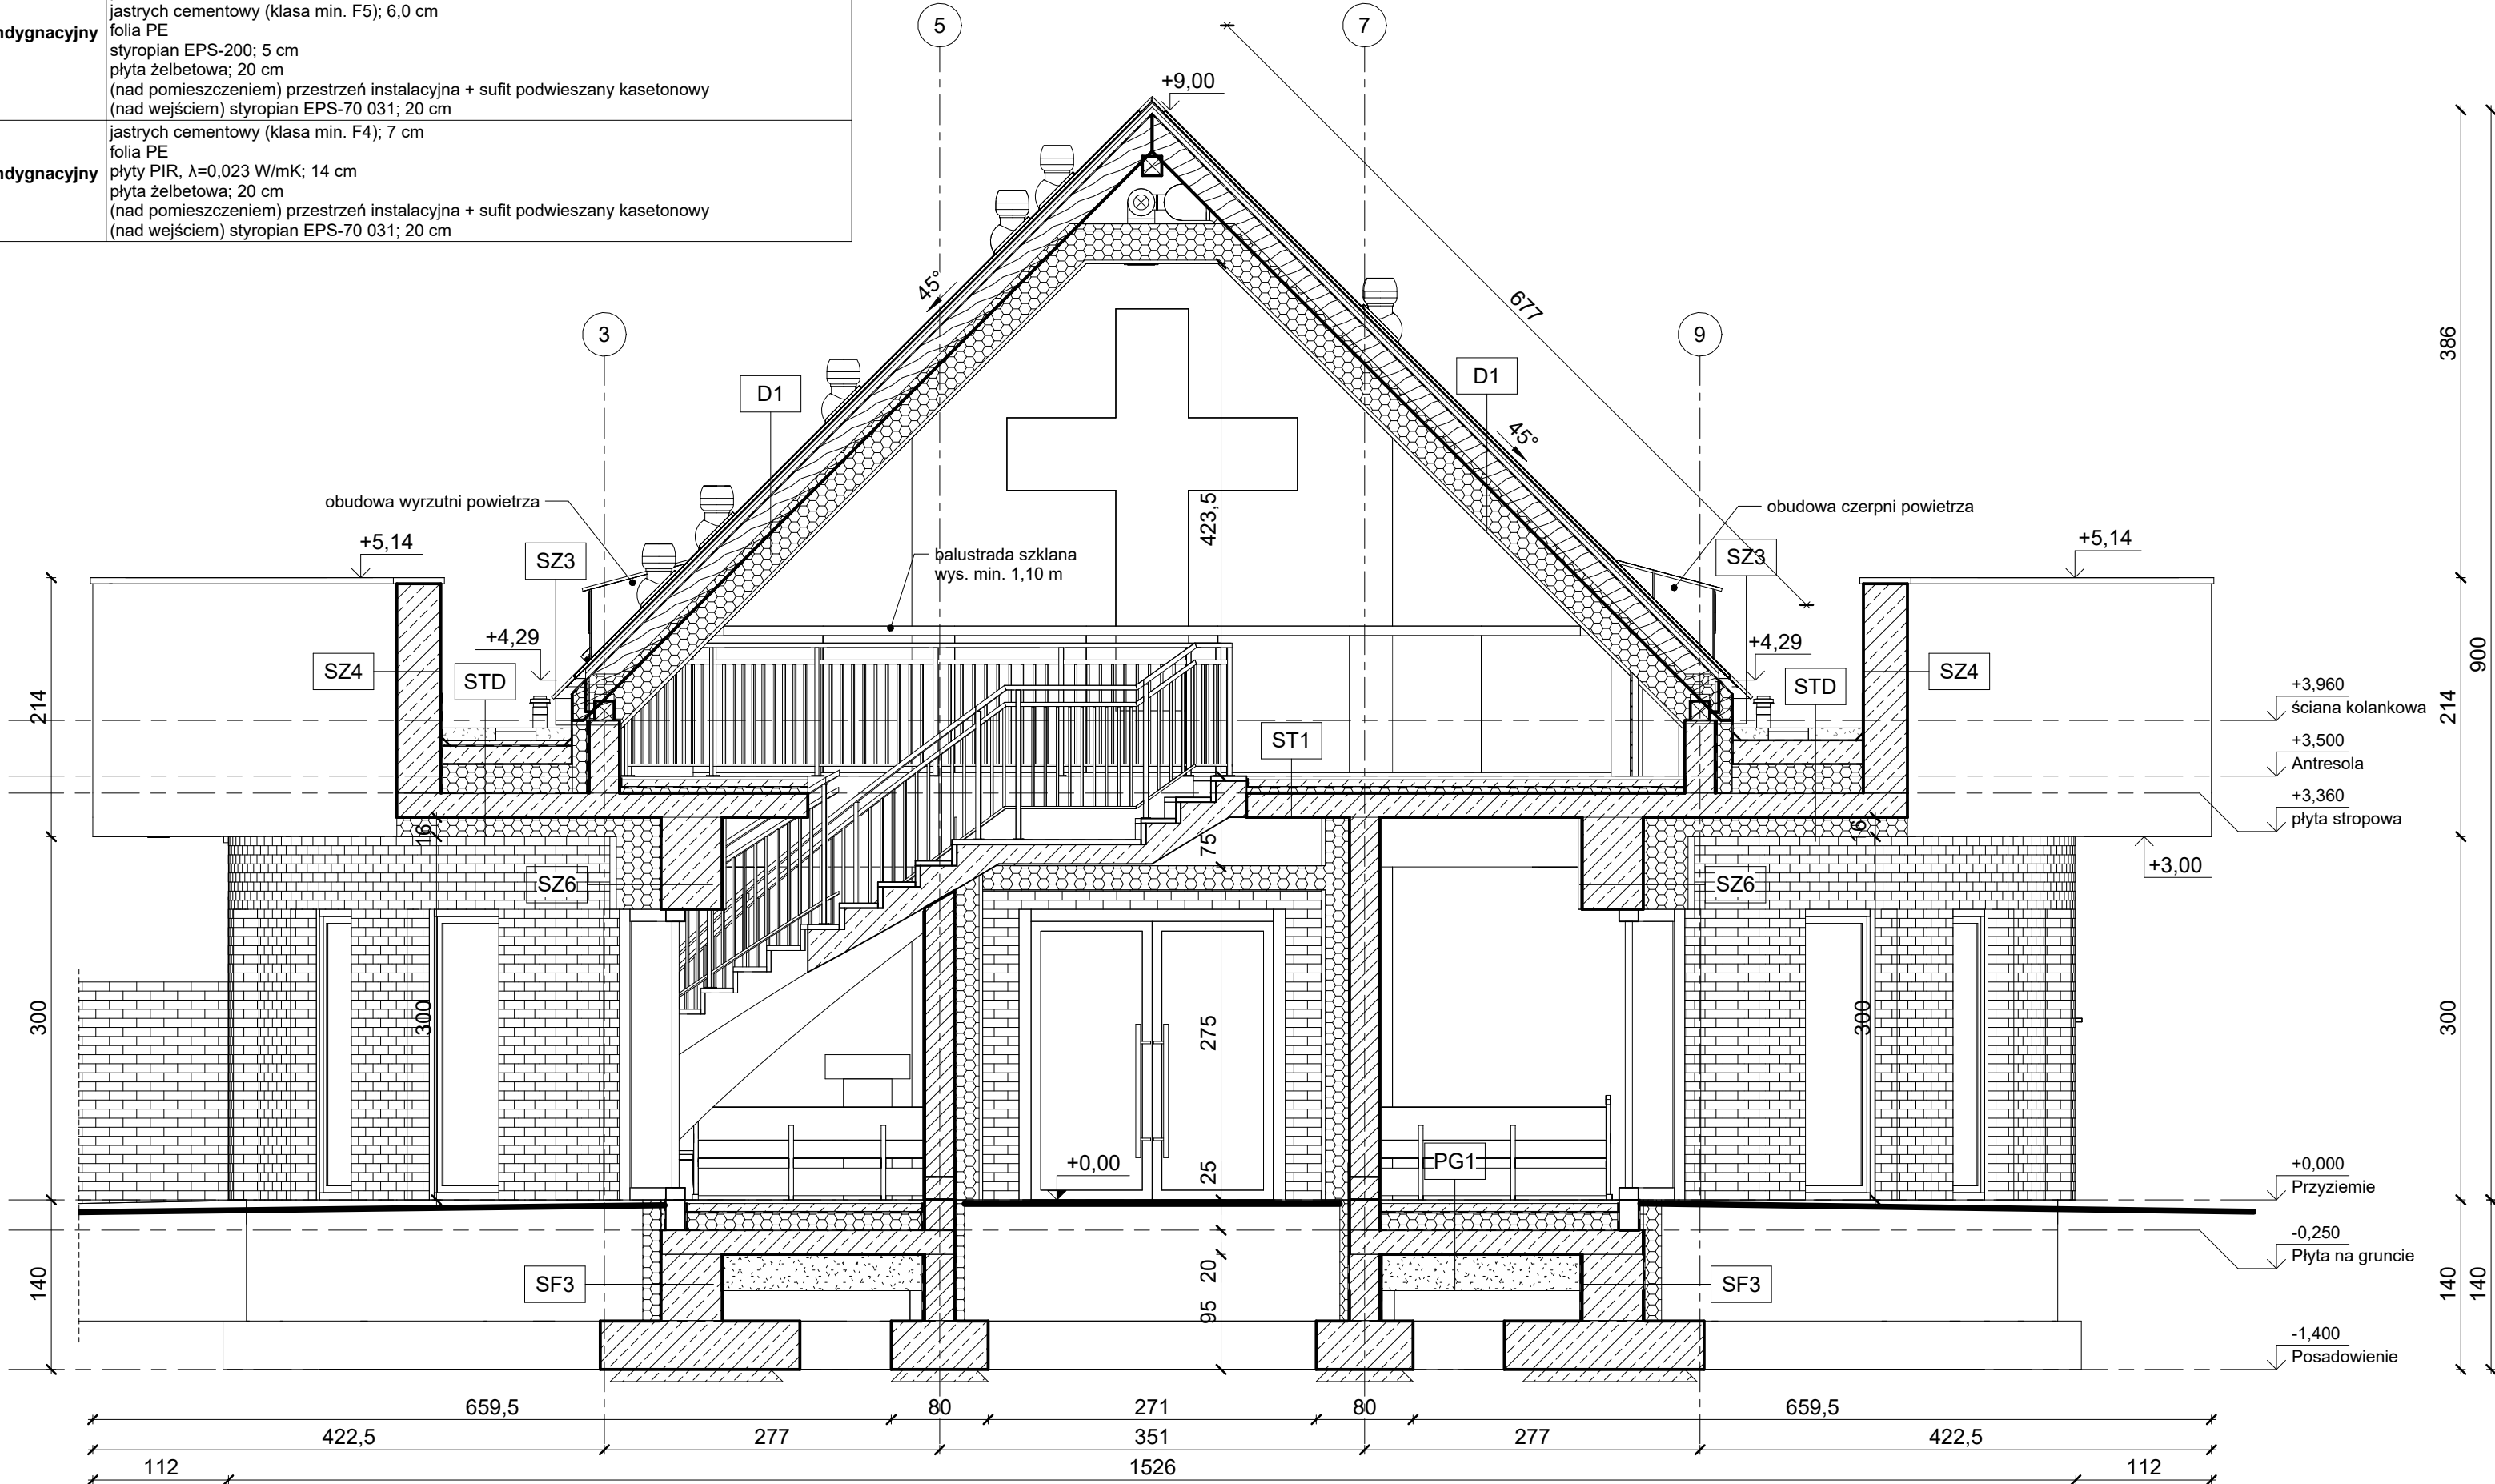 jastrych cementowy (klasa min. F5); 6,0 cm
folia PE
styropian EPS-200; 5 cm
płyta żelbetowa; 20 cm
(nad pomieszczeniem) przestrzeń instalacyjna + sufit podwieszany kasetonowy
(nad wejściem) styropian EPS-70 031; 20 cm
jastrych cementowy (klasa min. F4); 7 cm
folia PE
płyty PIR, λ=0,023 W/mK; 14 cm
płyta żelbetowa; 20 cm
(nad pomieszczeniem) przestrzeń instalacyjna + sufit podwieszany kasetonowy
(nad wejściem) styropian EPS-70 031; 20 cm
5
7
+9,00
45°
677
3
9
386
D1
D1
45°
423,5
obudowa wyrzutni powietrza
obudowa czerpni powietrza
+5,14
SZ3
balustrada szklana
wys. min. 1,10 m
SZ3
+5,14
+4,29
+4,29
900
SZ4
STD
STD
SZ4
214
214
+3,960
ściana kolankowa
ST1
+3,500
Antresola
+3,360
płyta stropowa
16
75
16
+3,00
SZ6
SZ6
300
300
275
300
300
+0,00
25
PG1
+0,000
Przyziemie
-0,250
Płyta na gruncie
140
SF3
20
95
SF3
140
140
-1,400
Posadowienie
659,5
80
271
80
659,5
422,5
277
351
277
422,5
112
1526
112